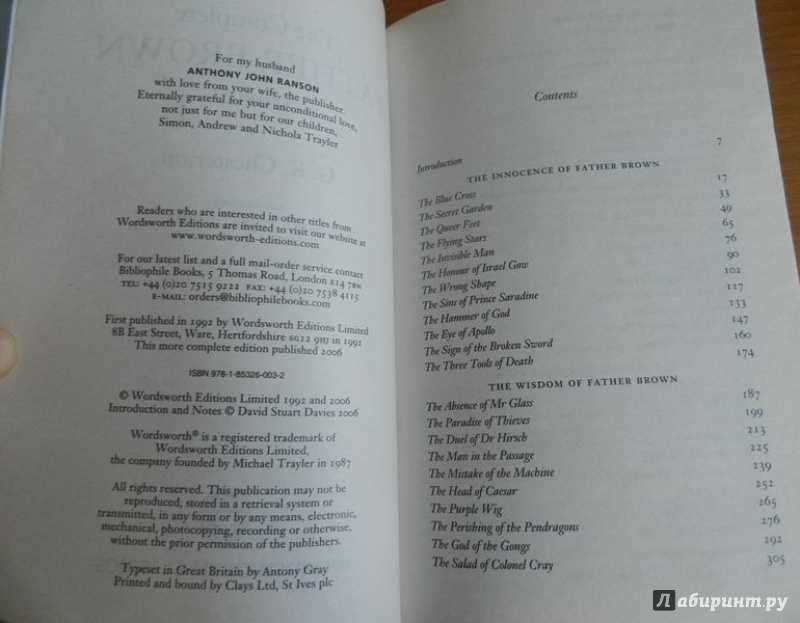 For my husband
ANTHONY JOHN RANSON
with love from your wife, the publisher.
Eternally grateful for your unconditional love,
not just for me but for our children,
Simon, Andrew and Nichola Trayler
Readers who are interested in other titles from
Wordsworth Editions are invited to visit our website at
www.wordsworth-editions.com
For our latest list and a full mail-order service contact
Bibliophile Books, 5 Thomas Road, London E14 7BN
TEL: +44 (0)20 7515 9222 FAX: +44 (0)20 7538 4115
E-MAIL: orders@bibliophilebooks.com
First published in 1992 by Wordsworth Editions Limited
8B East Street, Ware, Hertfordshire SG12 9HJ in 1992
This more complete edition published 2006
ISBN 978-1-85326-003-2
© Wordsworth Editions Limited 1992 and 2006
Introduction and Notes © David Stuart Davies 2006
Wordsworth® is a registered trademark of
Wordsworth Editions Limited,
the company founded by Michael Trayler in 1987
All rights reserved. This publication may not be
reproduced, stored in a retrieval system or
transmitted, in any form or by any means, electronic,
mechanical, photocopying, recording or otherwise,
without the prior permission of the publishers.
Typeset in Great Britain by Antony Gray
Printed and bound by Clays Ltd, St Ives plc
Contents
Introduction 7
THE INNOCENCE OF FATHER BROWN
The Blue Cross 17
The Secret Garden 33
The Queer Feet 49
The Flying Stars 65
The Invisible Man 76
The Honour of Israel Gow 90
The Wrong Shape 102
The Sins of Prince Saradine 117
The Hammer of God 133
The Eye of Apollo 147
The Sign of the Broken Sword 160
The Three Tools of Death 174
THE WISDOM OF FATHER BROWN
The Absence of Mr Glass 187
The Paradise of Thieves 199
The Duel of Dr Hirsch 213
The Man in the Passage 225
The Mistake of the Machine 239
The Head of Caesar 252
The Purple Wig 265
The Perishing of the Pendragons 276
The God of the Gongs 292
The Salad of Colonel Cray 305
Лабиринт.ру